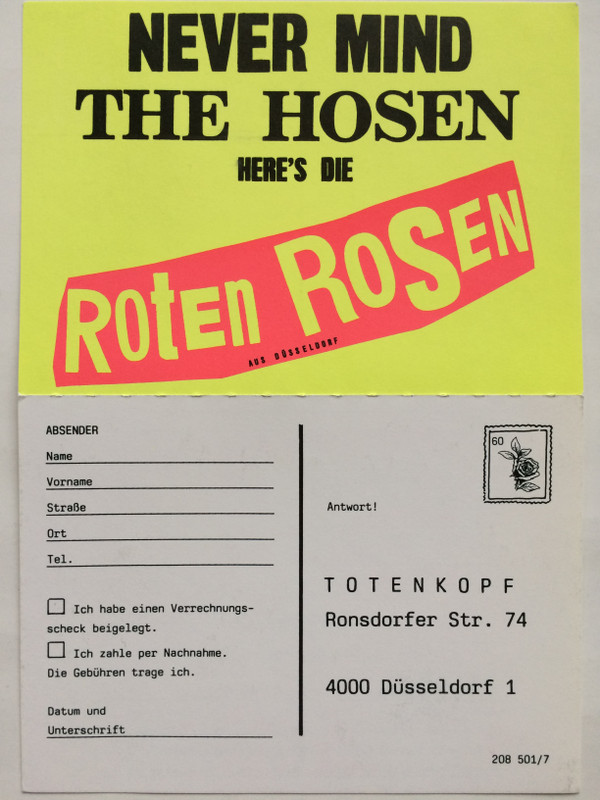 NEVER MIND
THE HOSEN
HERE'S DIE
ROtEn RoSEN
AUS DÜSSELDORF
ABSENDER
Name
Vorname
Straße
Ort
Tel.
Ich habe einen Verrechnungs-
scheck beigelegt.
Ich zahle per Nachnahme.
Die Gebühren trage ich.
Datum und
Unterschrift
60
Antwort!
TOTENKOPF
Ronsdorfer Str. 74
4000 Düsseldorf 1
208 501/7